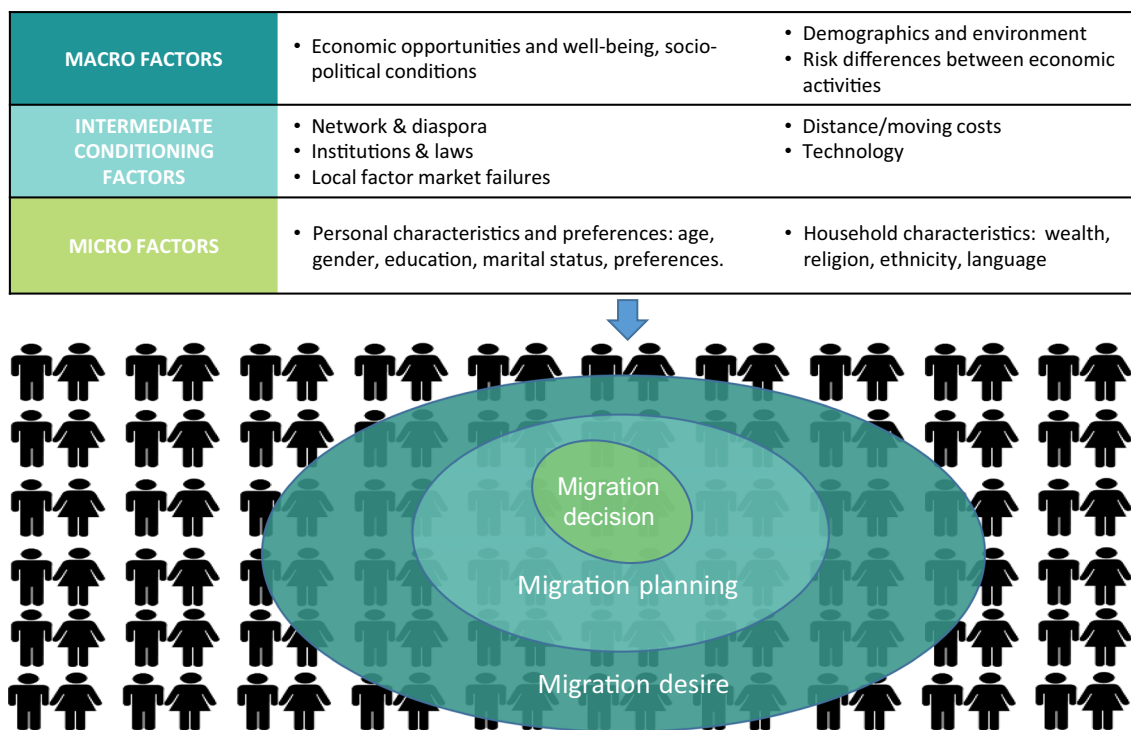 MACRO FACTORS
• Economic opportunities and well-being, socio-
political conditions
• Demographics and environment
• Risk differences between economic
activities
INTERMEDIATE
CONDITIONING
FACTORS
• Network & diaspora
• Institutions & laws
• Local factor market failures
• Distance/moving costs
• Technology
MICRO FACTORS
• Personal characteristics and preferences: age,
gender, education, marital status, preferences.
• Household characteristics: wealth,
religion, ethnicity, language
Migration
decision
Migration planning
Migration desire